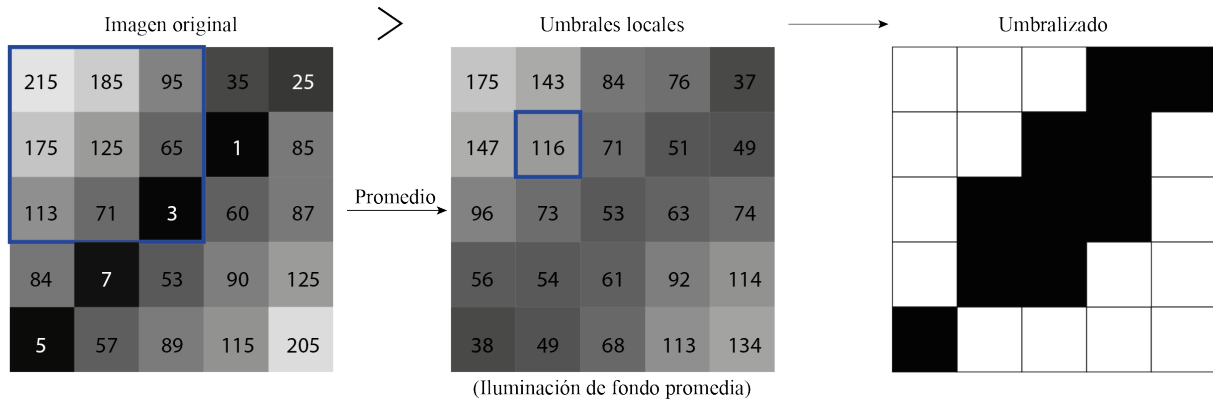 Imagen original > Umbrales locales Umbralizado
215 185 95 35 25
175 125 65 1 85
113 71 3 60 87
84 7 53 90 125
5 57 89 115 205
Promedio
175 143 84 76 37
147 116 71 51 49
96 73 53 63 74
56 54 61 92 114
38 49 68 113 134
(Iluminación de fondo promedia)